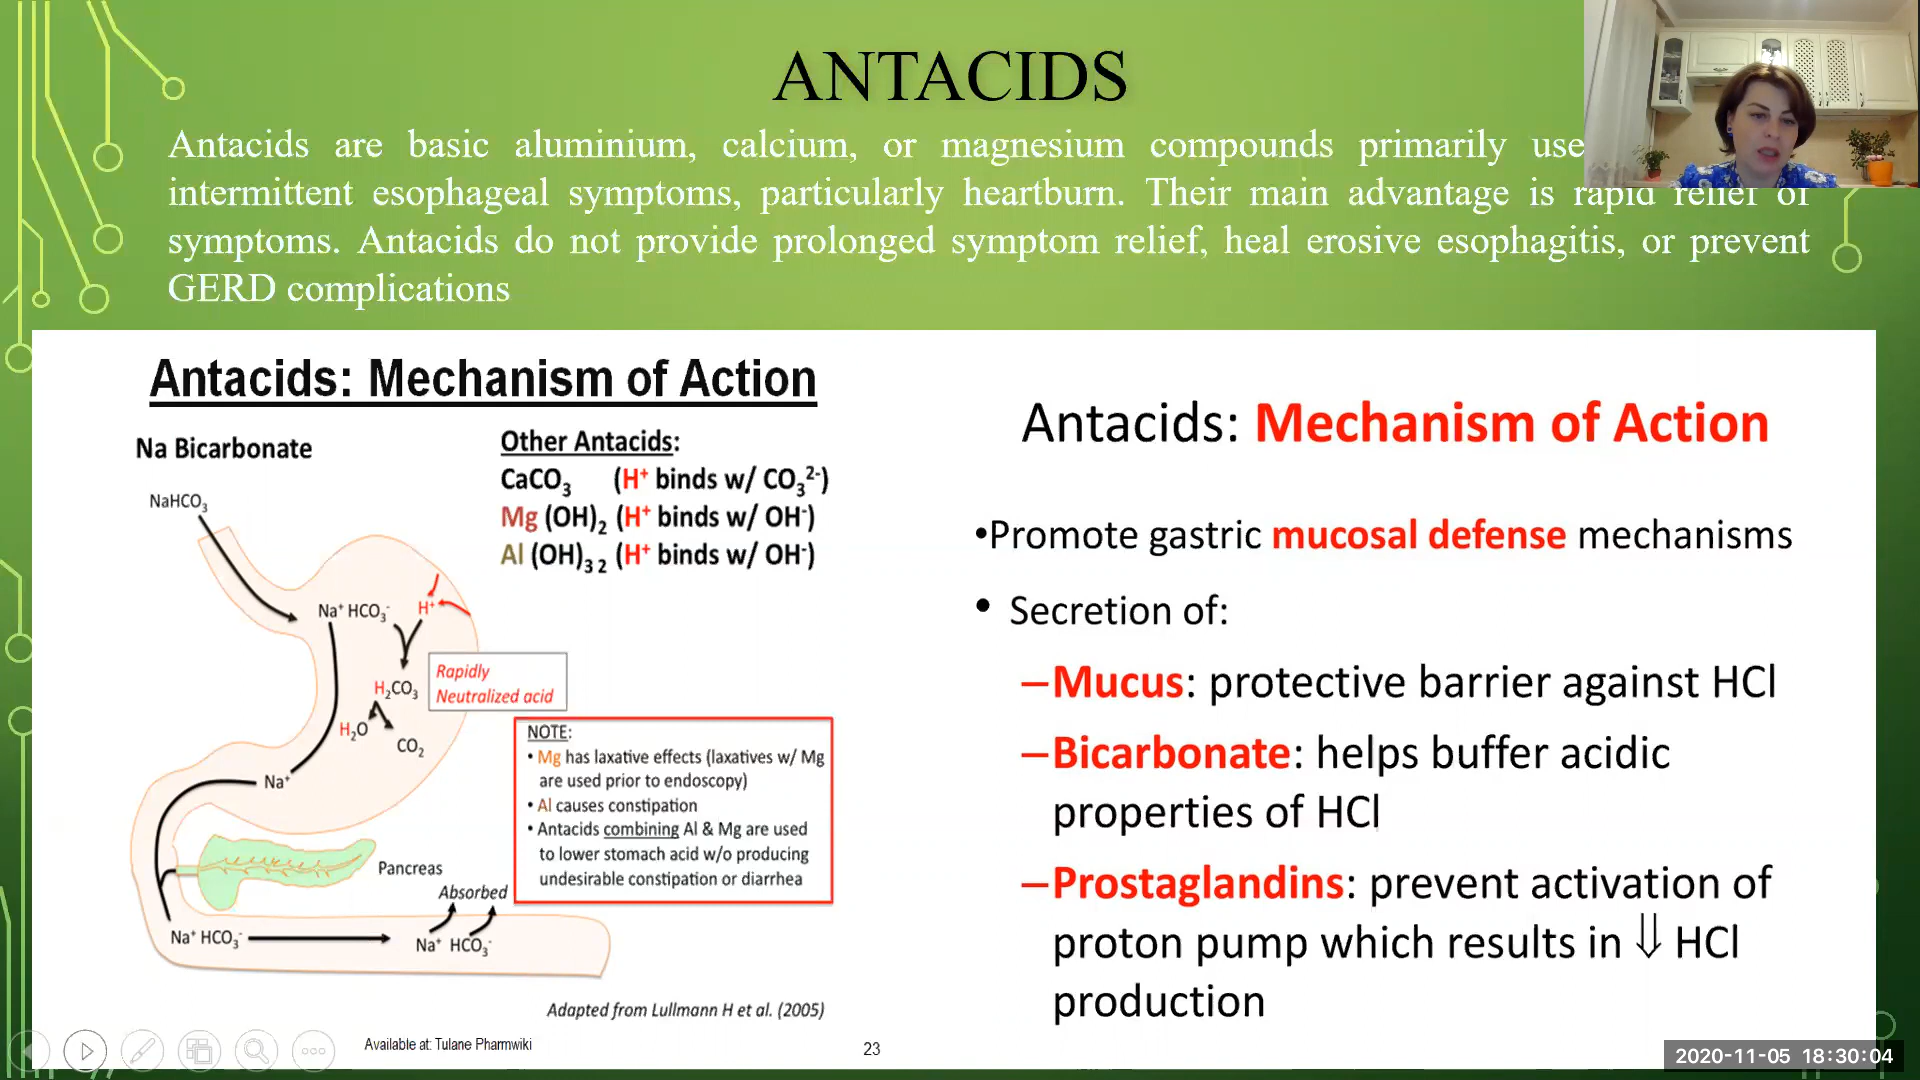 ANTACIDS
Antacids are basic aluminium, calcium, or magnesium compounds primarily use
intermittent esophageal symptoms, particularly heartburn. Their main advantage is rapid relief of
symptoms. Antacids do not provide prolonged symptom relief, heal erosive esophagitis, or prevent
GERD complications
Antacids: Mechanism of Action
Na Bicarbonate
NaHCO3
Other Antacids:
CaCO3 (H+ binds w/ CO3 2-)
Mg (OH)2 (H+ binds w/ OH-)
Al (OH)3 2 (H+ binds w/ OH-)
Na+ HCO3-
H+
Rapidly
Neutralized acid
H2CO3
H2O
CO2
Na+
NOTE:
• Mg has laxative effects (laxatives w/ Mg
are used prior to endoscopy)
• Al causes constipation
• Antacids combining Al & Mg are used
to lower stomach acid w/o producing
undesirable constipation or diarrhea
Pancreas
Absorbed
Na+ HCO3-
Na+ HCO3-
Adapted from Lullmann H et al. (2005)
Available at: Tulane Pharmwiki
23
Antacids: Mechanism of Action
•Promote gastric mucosal defense mechanisms
• Secretion of:
–Mucus: protective barrier against HCl
–Bicarbonate: helps buffer acidic
properties of HCl
–Prostaglandins: prevent activation of
proton pump which results in ⇓ HCl
production
2020-11-05 18:30:04